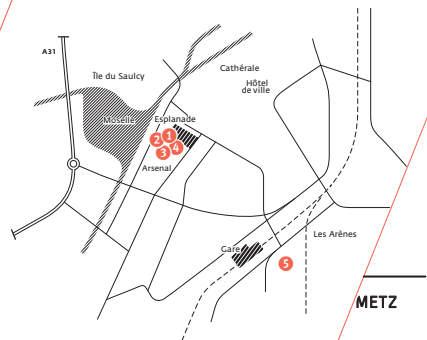 A31
Île du Saulcy
Cathérale
Hôtel
de ville
Moselle
Esplanade
2 1
3 4
Arsenal
Gare
Les Arènes
5
METZ